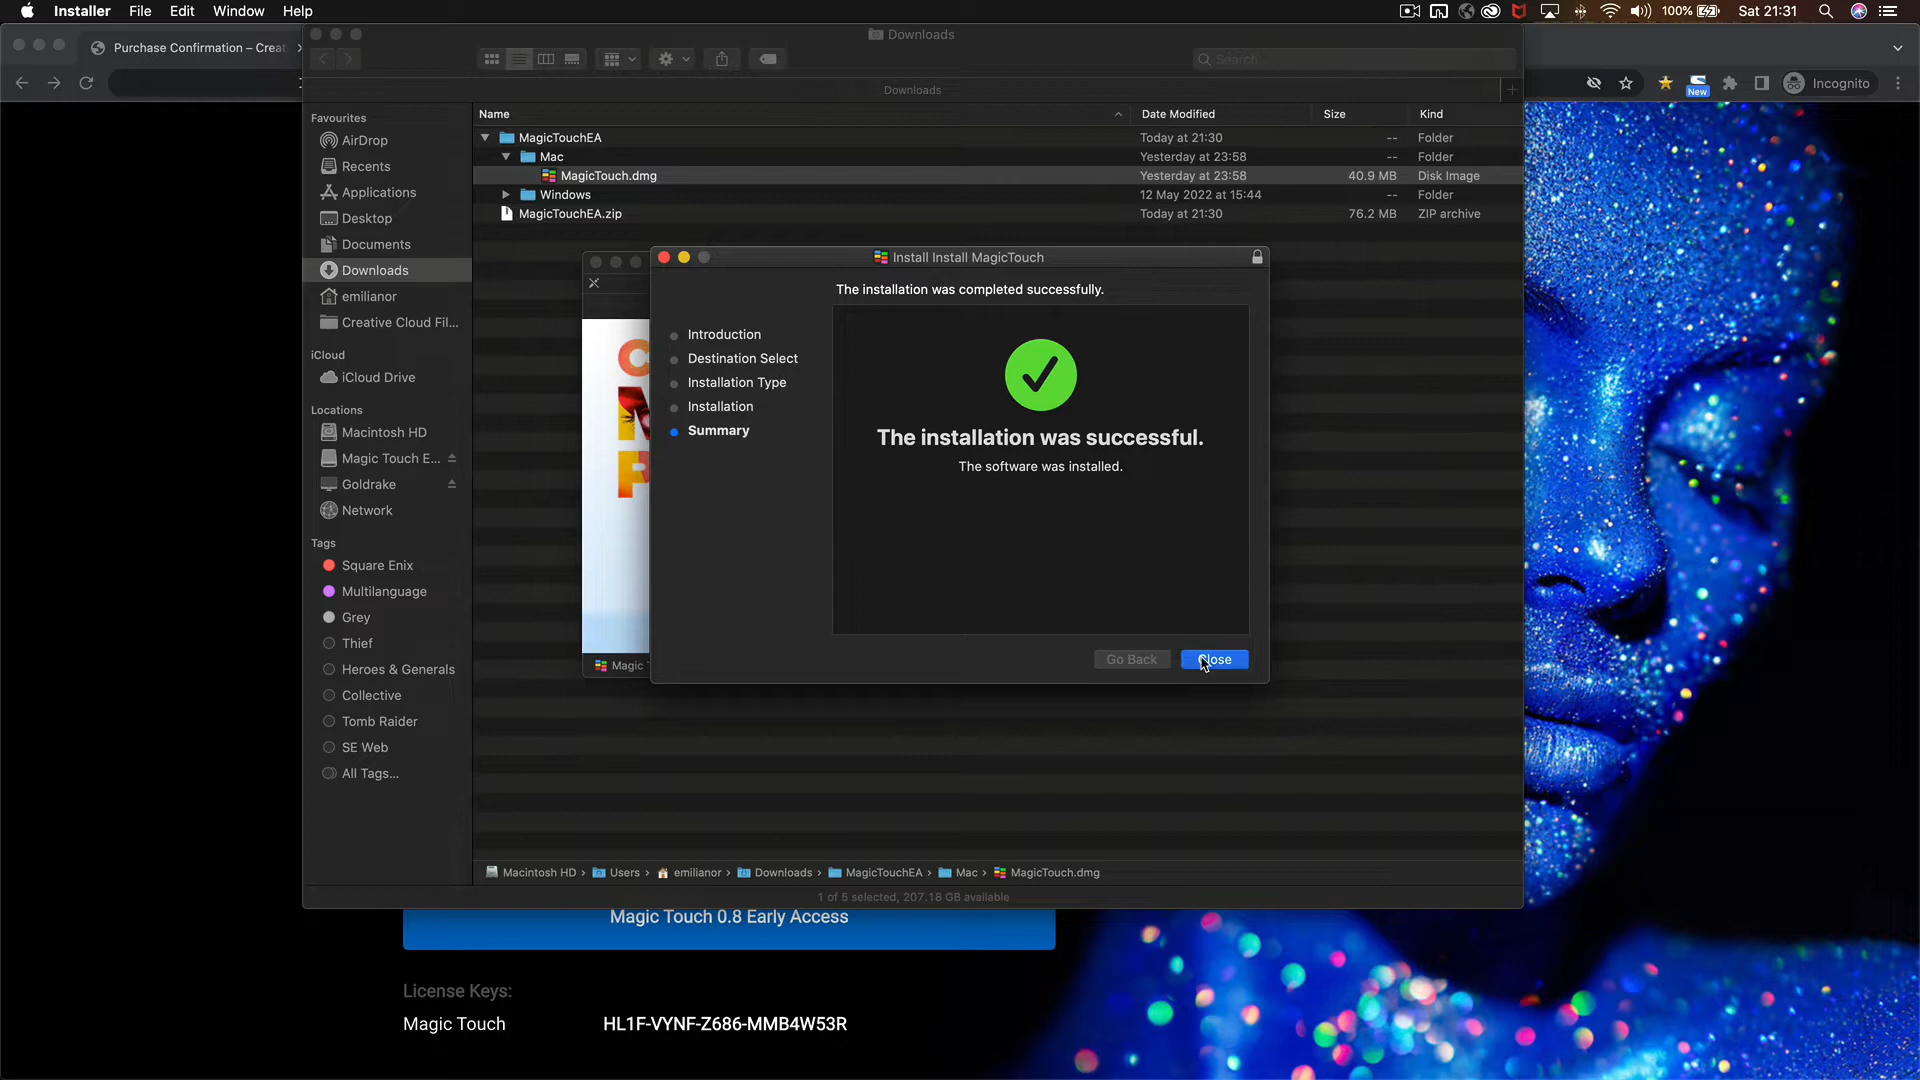 Installer File Edit Window Help
100% Sat 21:31
Purchase Confirmation – Creat
Downloads
Search
New
Incognito
Downloads
Favourites
AirDrop
Recents
Applications
Desktop
Documents
Downloads
emilianor
Creative Cloud Fil...
iCloud
iCloud Drive
Locations
Macintosh HD
Magic Touch E...
Goldrake
Network
Tags
Square Enix
Multilanguage
Grey
Thief
Heroes & Generals
Collective
Tomb Raider
SE Web
All Tags...
Name Date Modified Size Kind
MagicTouchEA Today at 21:30 -- Folder
Mac Yesterday at 23:58 -- Folder
MagicTouch.dmg Yesterday at 23:58 40.9 MB Disk Image
Windows 12 May 2022 at 15:44 -- Folder
MagicTouchEA.zip Today at 21:30 76.2 MB ZIP archive
Install Install MagicTouch
The installation was completed successfully.
Introduction
Destination Select
Installation Type
Installation
Summary
The installation was successful.
The software was installed.
Go Back Close
Magic
Macintosh HD › Users › emilianor › Downloads › MagicTouchEA › Mac › MagicTouch.dmg
1 of 5 selected, 207.18 GB available
Magic Touch 0.8 Early Access
License Keys:
Magic Touch HL1F-VYNF-Z686-MMB4W53R